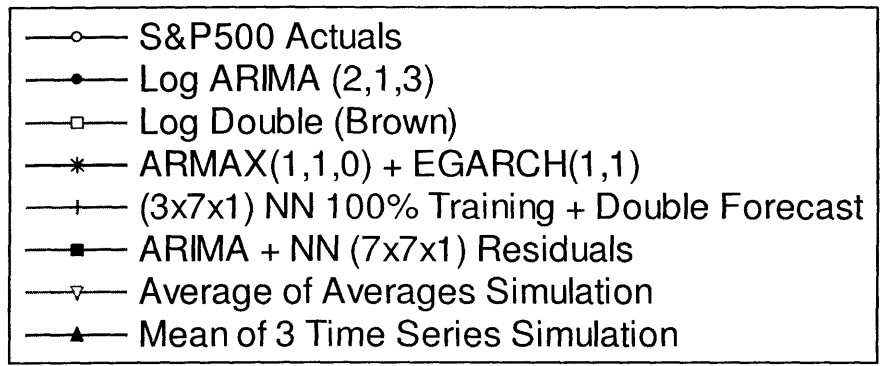 S&P500 Actuals
Log ARIMA (2,1,3)
Log Double (Brown)
ARMAX(1,1,0) + EGARCH(1,1)
(3x7x1) NN 100% Training + Double Forecast
ARIMA + NN (7x7x1) Residuals
Average of Averages Simulation
Mean of 3 Time Series Simulation